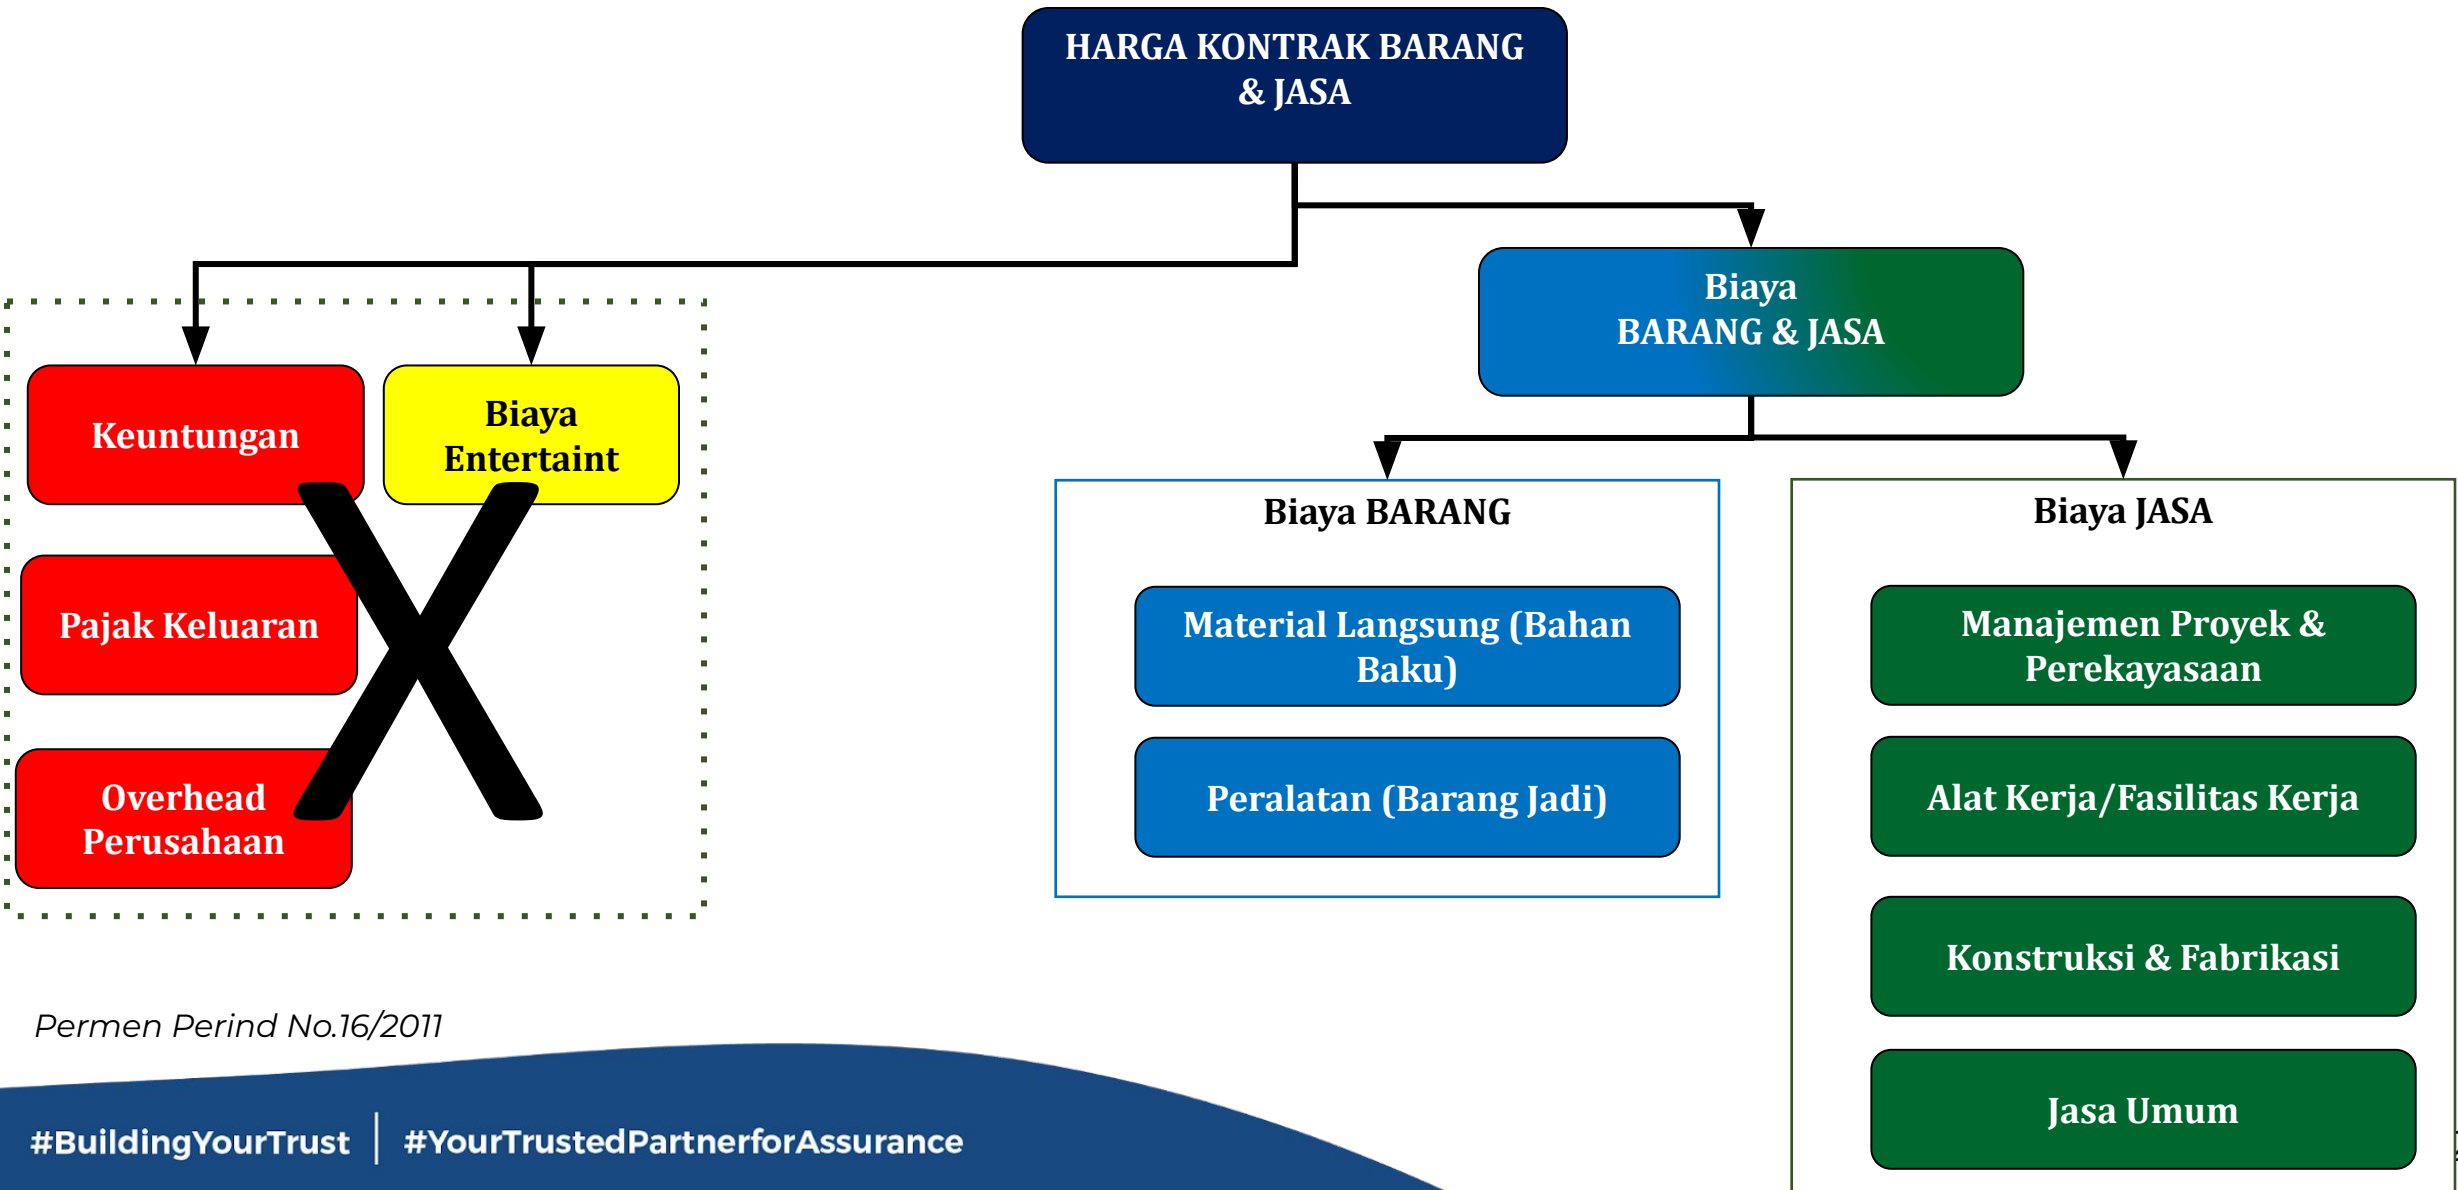 HARGA KONTRAK BARANG
& JASA
Biaya
BARANG & JASA
Keuntungan
Biaya
Entertaint
Pajak Keluaran
Overhead
Perusahaan
Biaya BARANG
Material Langsung (Bahan
Baku)
Peralatan (Barang Jadi)
Biaya JASA
Manajemen Proyek &
Perekayasaan
Alat Kerja/Fasilitas Kerja
Konstruksi & Fabrikasi
Jasa Umum
Permen Perind No.16/2011
#BuildingYourTrust
#YourTrustedPartnerforAssurance